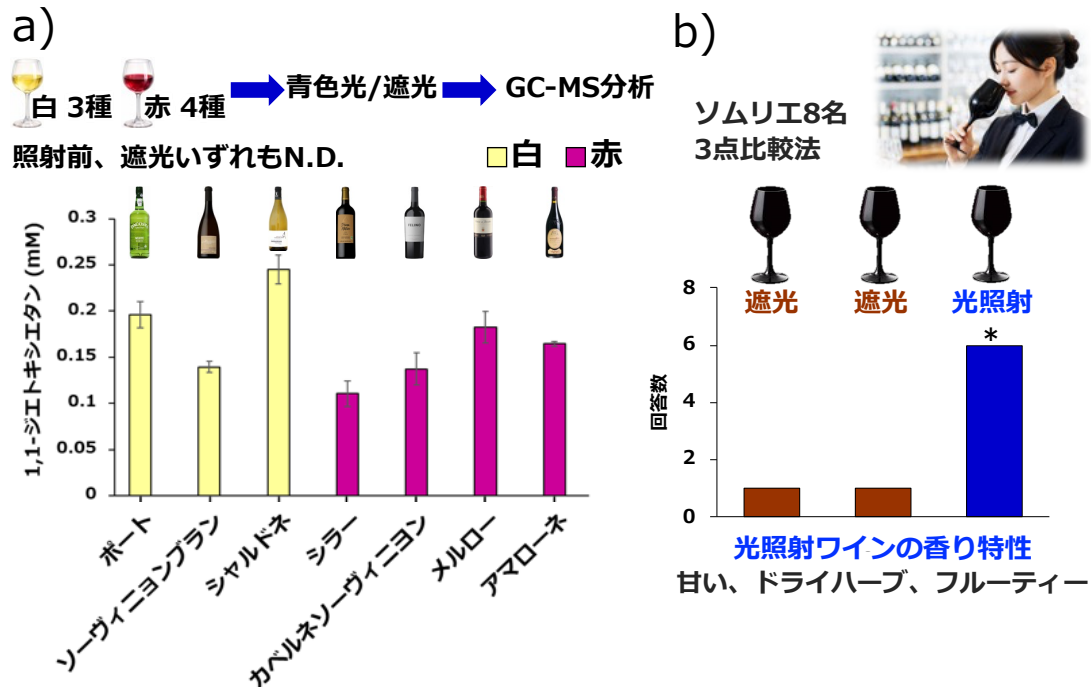 a)
白 3種 赤 4種 青色光/遮光 GC-MS分析
照射前、遮光いずれもN.D.
白 赤
1,1-ジエトキシエタン (mM)
0.3
0.25
0.2
0.15
0.1
0.05
0
ポート
ソーヴィニヨンブラン
シャルドネ
シラー
カベルネソーヴィニヨン
メルロー
アマローネ
b)
ソムリエ8名
3点比較法
遮光 遮光 光照射
回答数
8
6
4
2
0
*
光照射ワインの香り特性
甘い、ドライハーブ、フルーティー